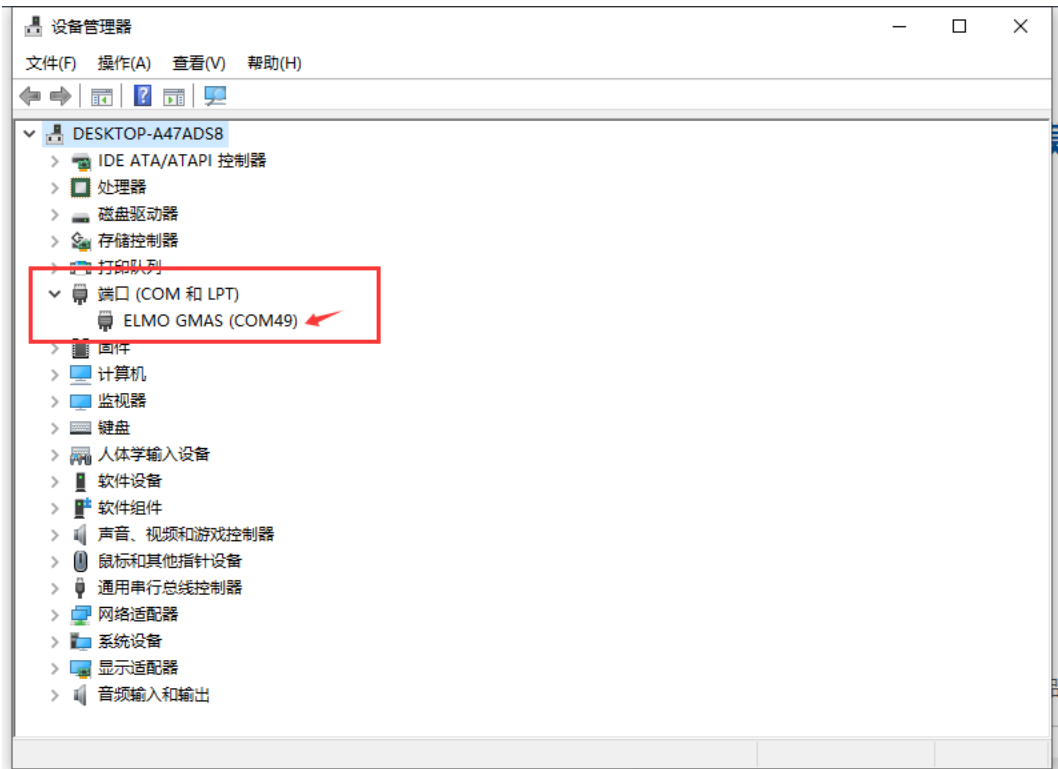 设备管理器
文件(F) 操作(A) 查看(V) 帮助(H)
DESKTOP-A47ADS8
IDE ATA/ATAPI 控制器
处理器
磁盘驱动器
存储控制器
打印队列
端口 (COM 和 LPT)
ELMO GMAS (COM49)
固件
计算机
监视器
键盘
人体学输入设备
软件设备
软件组件
声音、视频和游戏控制器
鼠标和其他指针设备
通用串行总线控制器
网络适配器
系统设备
显示适配器
音频输入和输出